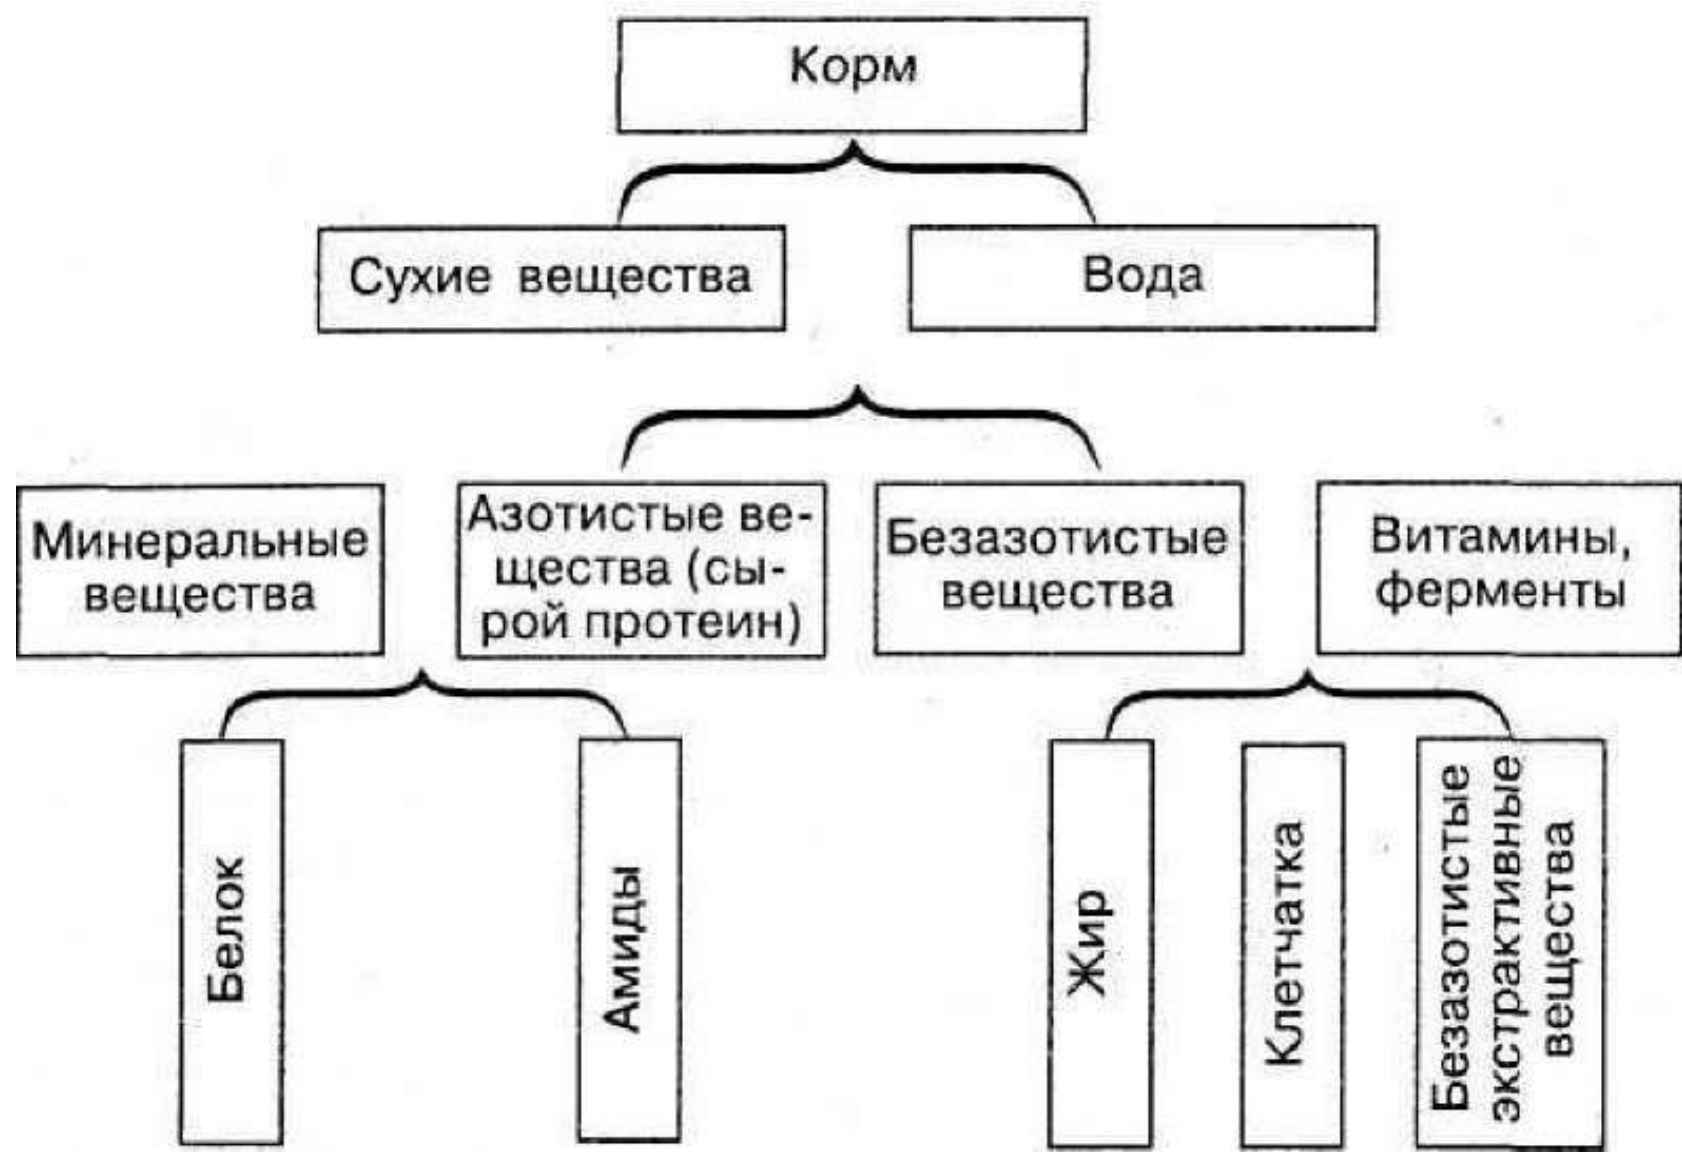 Корм
Сухие вещества
Вода
Минеральные
вещества
Азотистые ве-
щества (сы-
рой протеин)
Безазотистые
вещества
Витамины,
ферменты
Белок
Амиды
Жир
Клетчатка
Безазотистые
экстрактивные
вещества